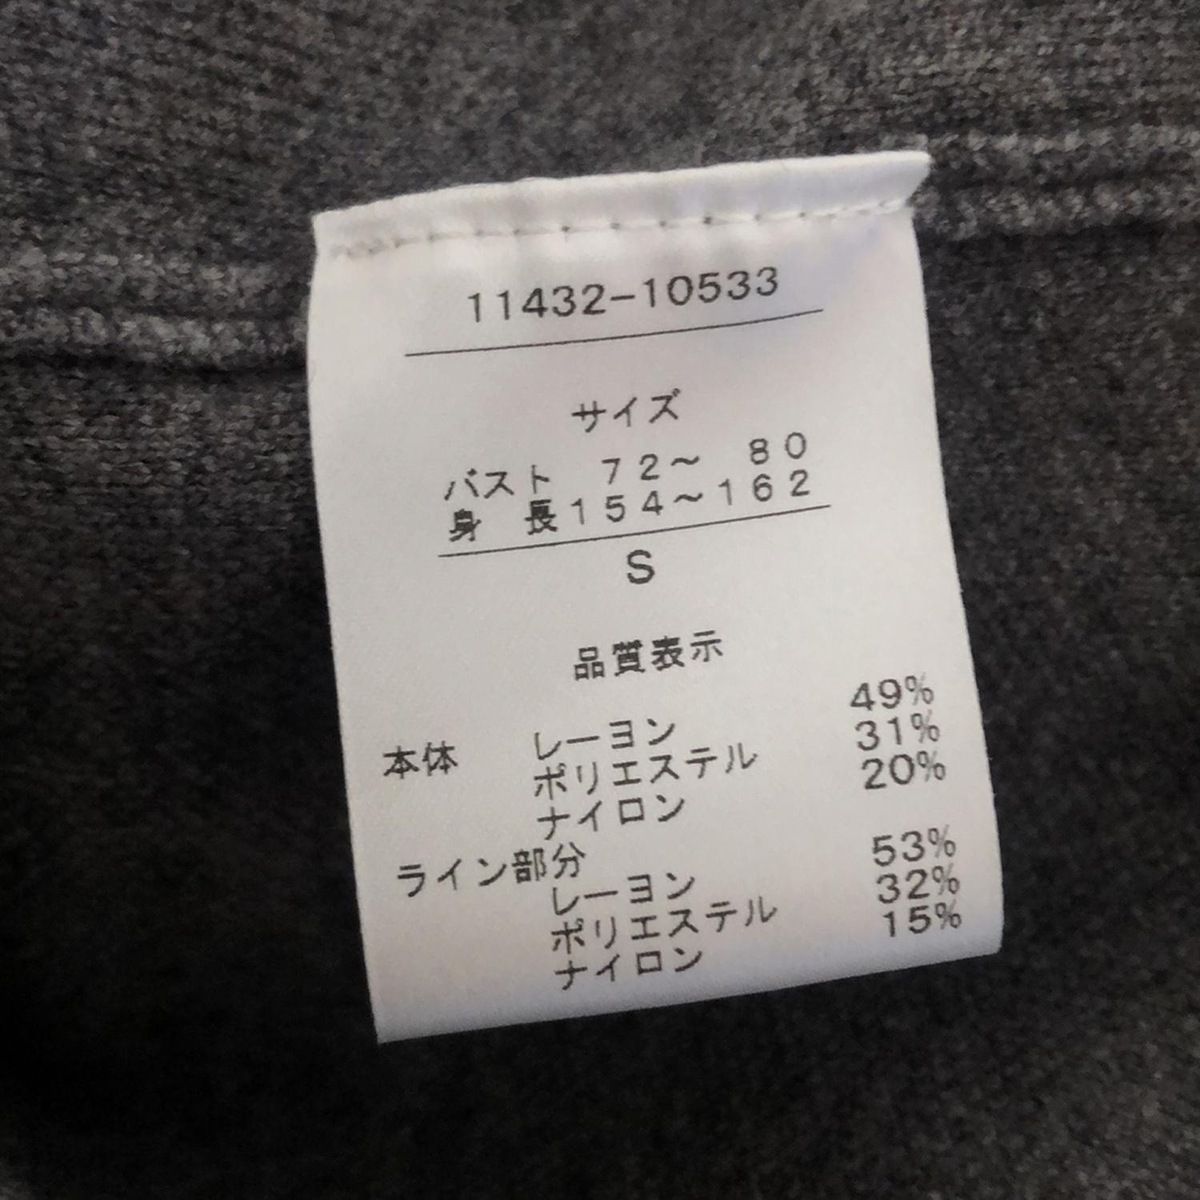 11432-10533
サイズ
バスト 72～ 80
身 長154～162
S
品質表示
本体 レーヨン 49%
ポリエステル 31%
ナイロン 20%
ライン部分
レーヨン 53%
ポリエステル 32%
ナイロン 15%